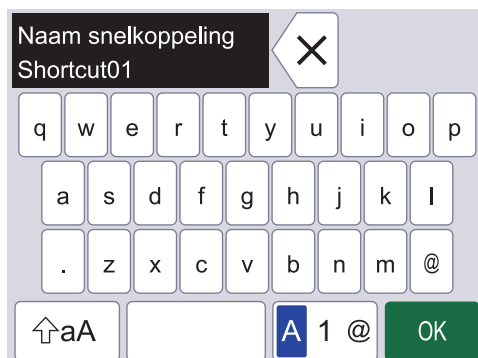 Naam snelkoppeling
Shortcut01
q w e r t y u i o p
a s d f g h j k l
. z x c v b n m @
aA A 1 @ OK